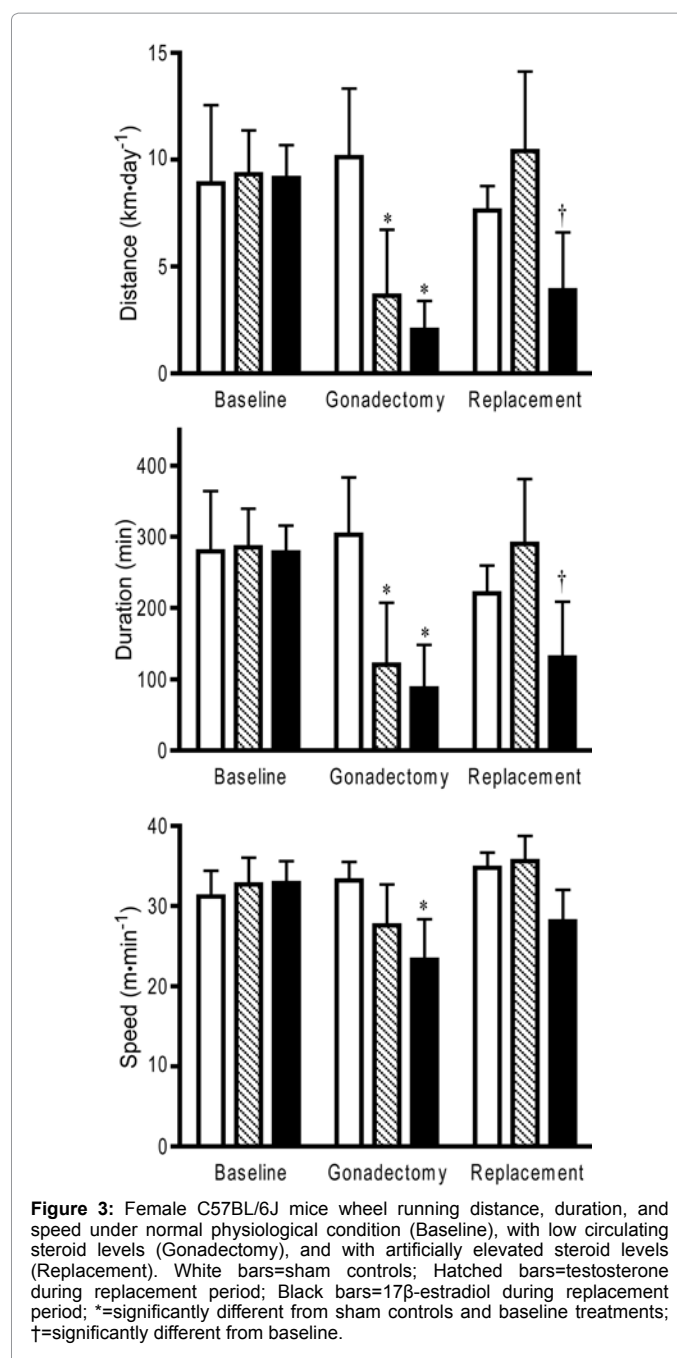 15
10
5
0
Distance (km•day⁻¹)
*
*
†
Baseline Gonadectomy Replacement
400
300
200
100
0
Duration (min)
*
*
†
Baseline Gonadectomy Replacement
40
30
20
10
0
Speed (m•min⁻¹)
*
Baseline Gonadectomy Replacement
Figure 3: Female C57BL/6J mice wheel running distance, duration, and
speed under normal physiological condition (Baseline), with low circulating
steroid levels (Gonadectomy), and with artificially elevated steroid levels
(Replacement). White bars=sham controls; Hatched bars=testosterone
during replacement period; Black bars=17β-estradiol during replacement
period; *=significantly different from sham controls and baseline treatments;
†=significantly different from baseline.